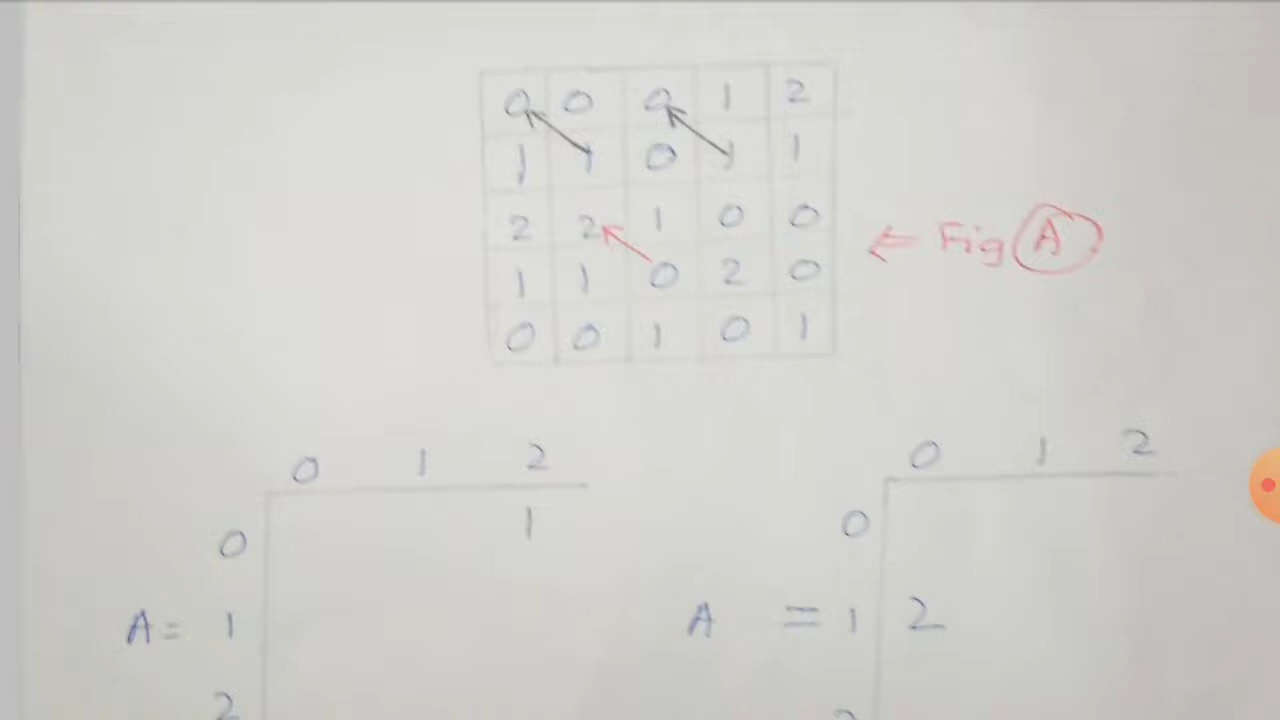 0 0 0 1 2
1 1 0 1 1
2 2 1 0 0
← Fig A
1 1 0 2 0
0 0 1 0 1
0 1 2
0 1
A = 1
2
0 1 2
0
A = 1 2
2